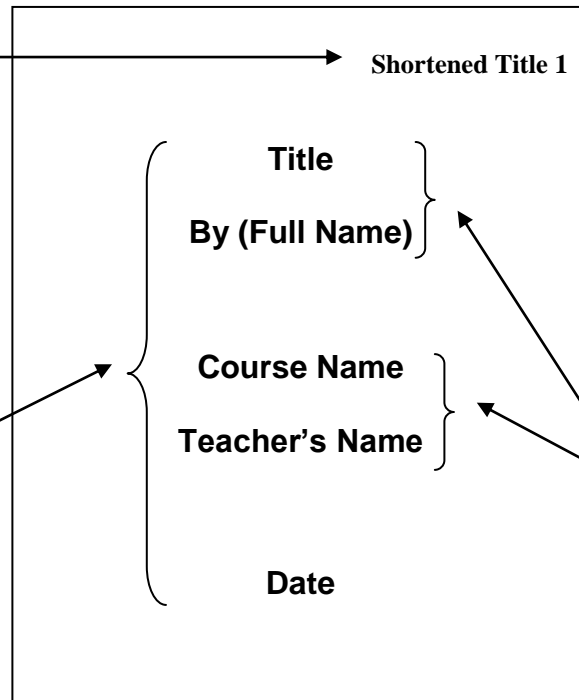 Shortened Title 1
Title
By (Full Name)
Course Name
Teacher’s Name
Date